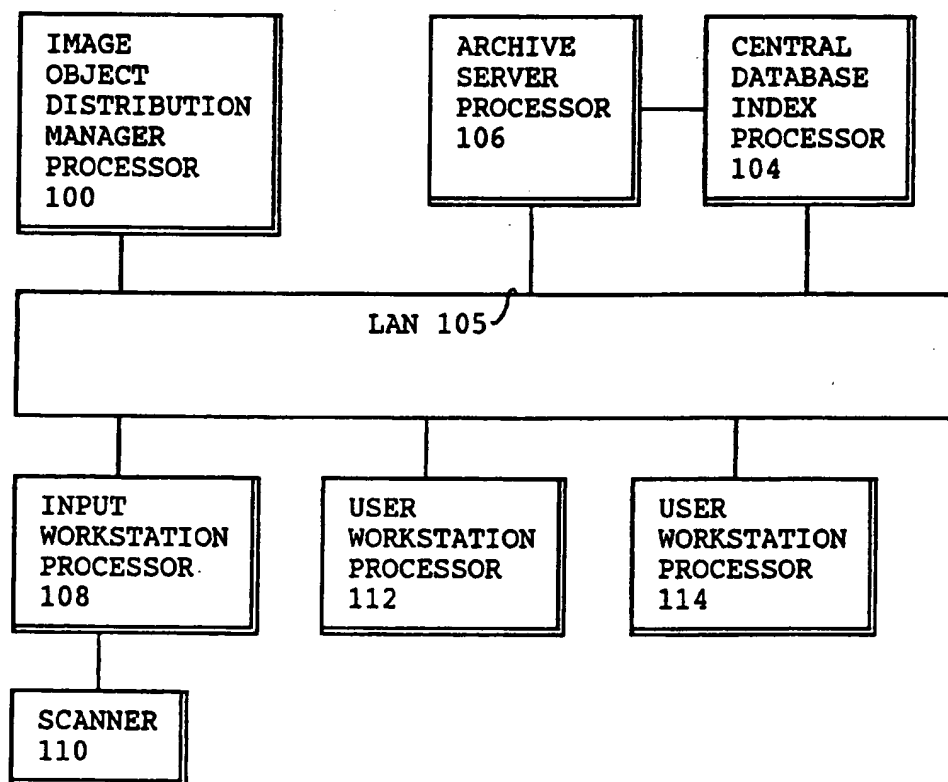 IMAGE
OBJECT
DISTRIBUTION
MANAGER
PROCESSOR
100
ARCHIVE
SERVER
PROCESSOR
106
CENTRAL
DATABASE
INDEX
PROCESSOR
104
LAN 105
INPUT
WORKSTATION
PROCESSOR
108
USER
WORKSTATION
PROCESSOR
112
USER
WORKSTATION
PROCESSOR
114
SCANNER
110